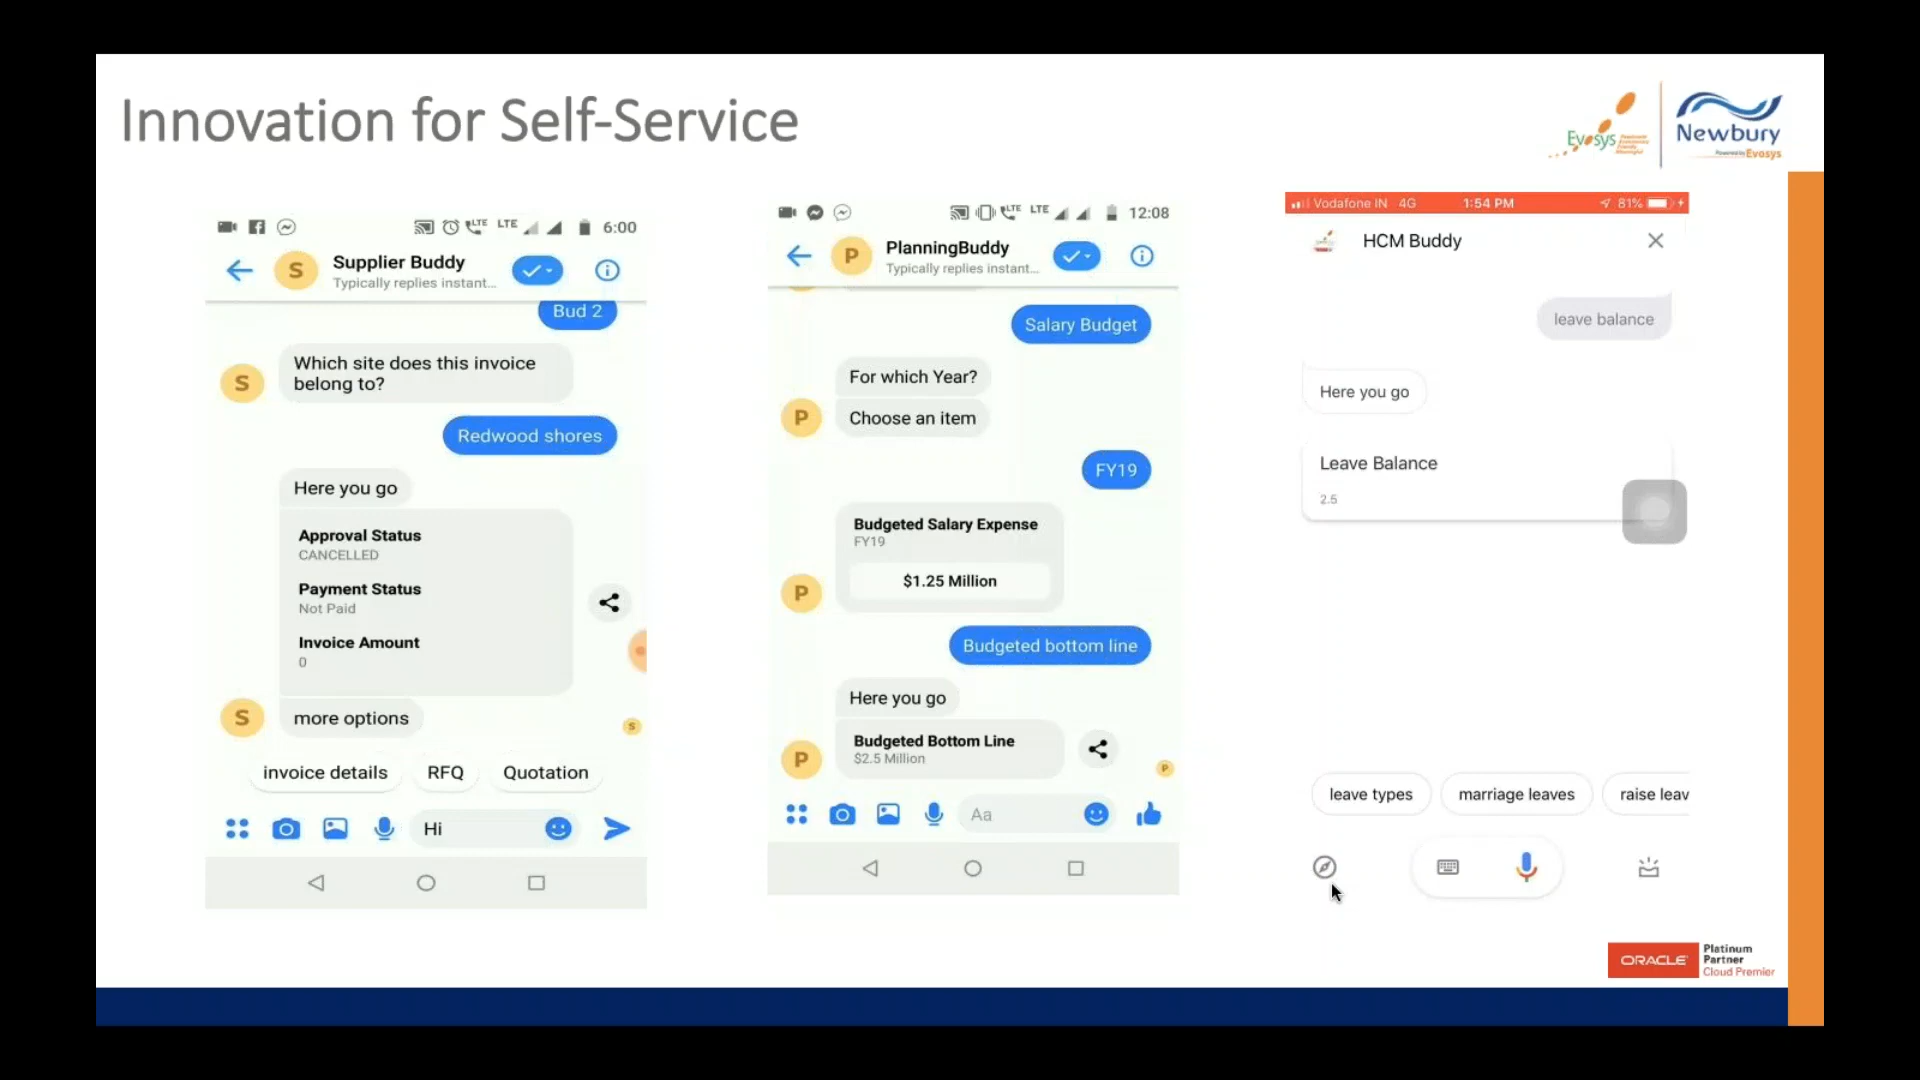 Innovation for Self-Service
Evosys
Newbury
Powered by Evosys
6:00
Supplier Buddy
Typically replies instant...
Bud 2
Which site does this invoice
belong to?
Redwood shores
Here you go
Approval Status
CANCELLED
Payment Status
Not Paid
Invoice Amount
0
more options
invoice details
RFQ
Quotation
Hi
LTE LTE 12:08
PlanningBuddy
Typically replies instant...
Salary Budget
For which Year?
Choose an item
FY19
Budgeted Salary Expense
FY19
$1.25 Million
Budgeted bottom line
Here you go
Budgeted Bottom Line
$2.5 Million
Aa
Vodafone IN 4G 1:54 PM 81%
HCM Buddy
leave balance
Here you go
Leave Balance
2.5
leave types
marriage leaves
raise leav
ORACLE
Platinum
Partner
Cloud Premier